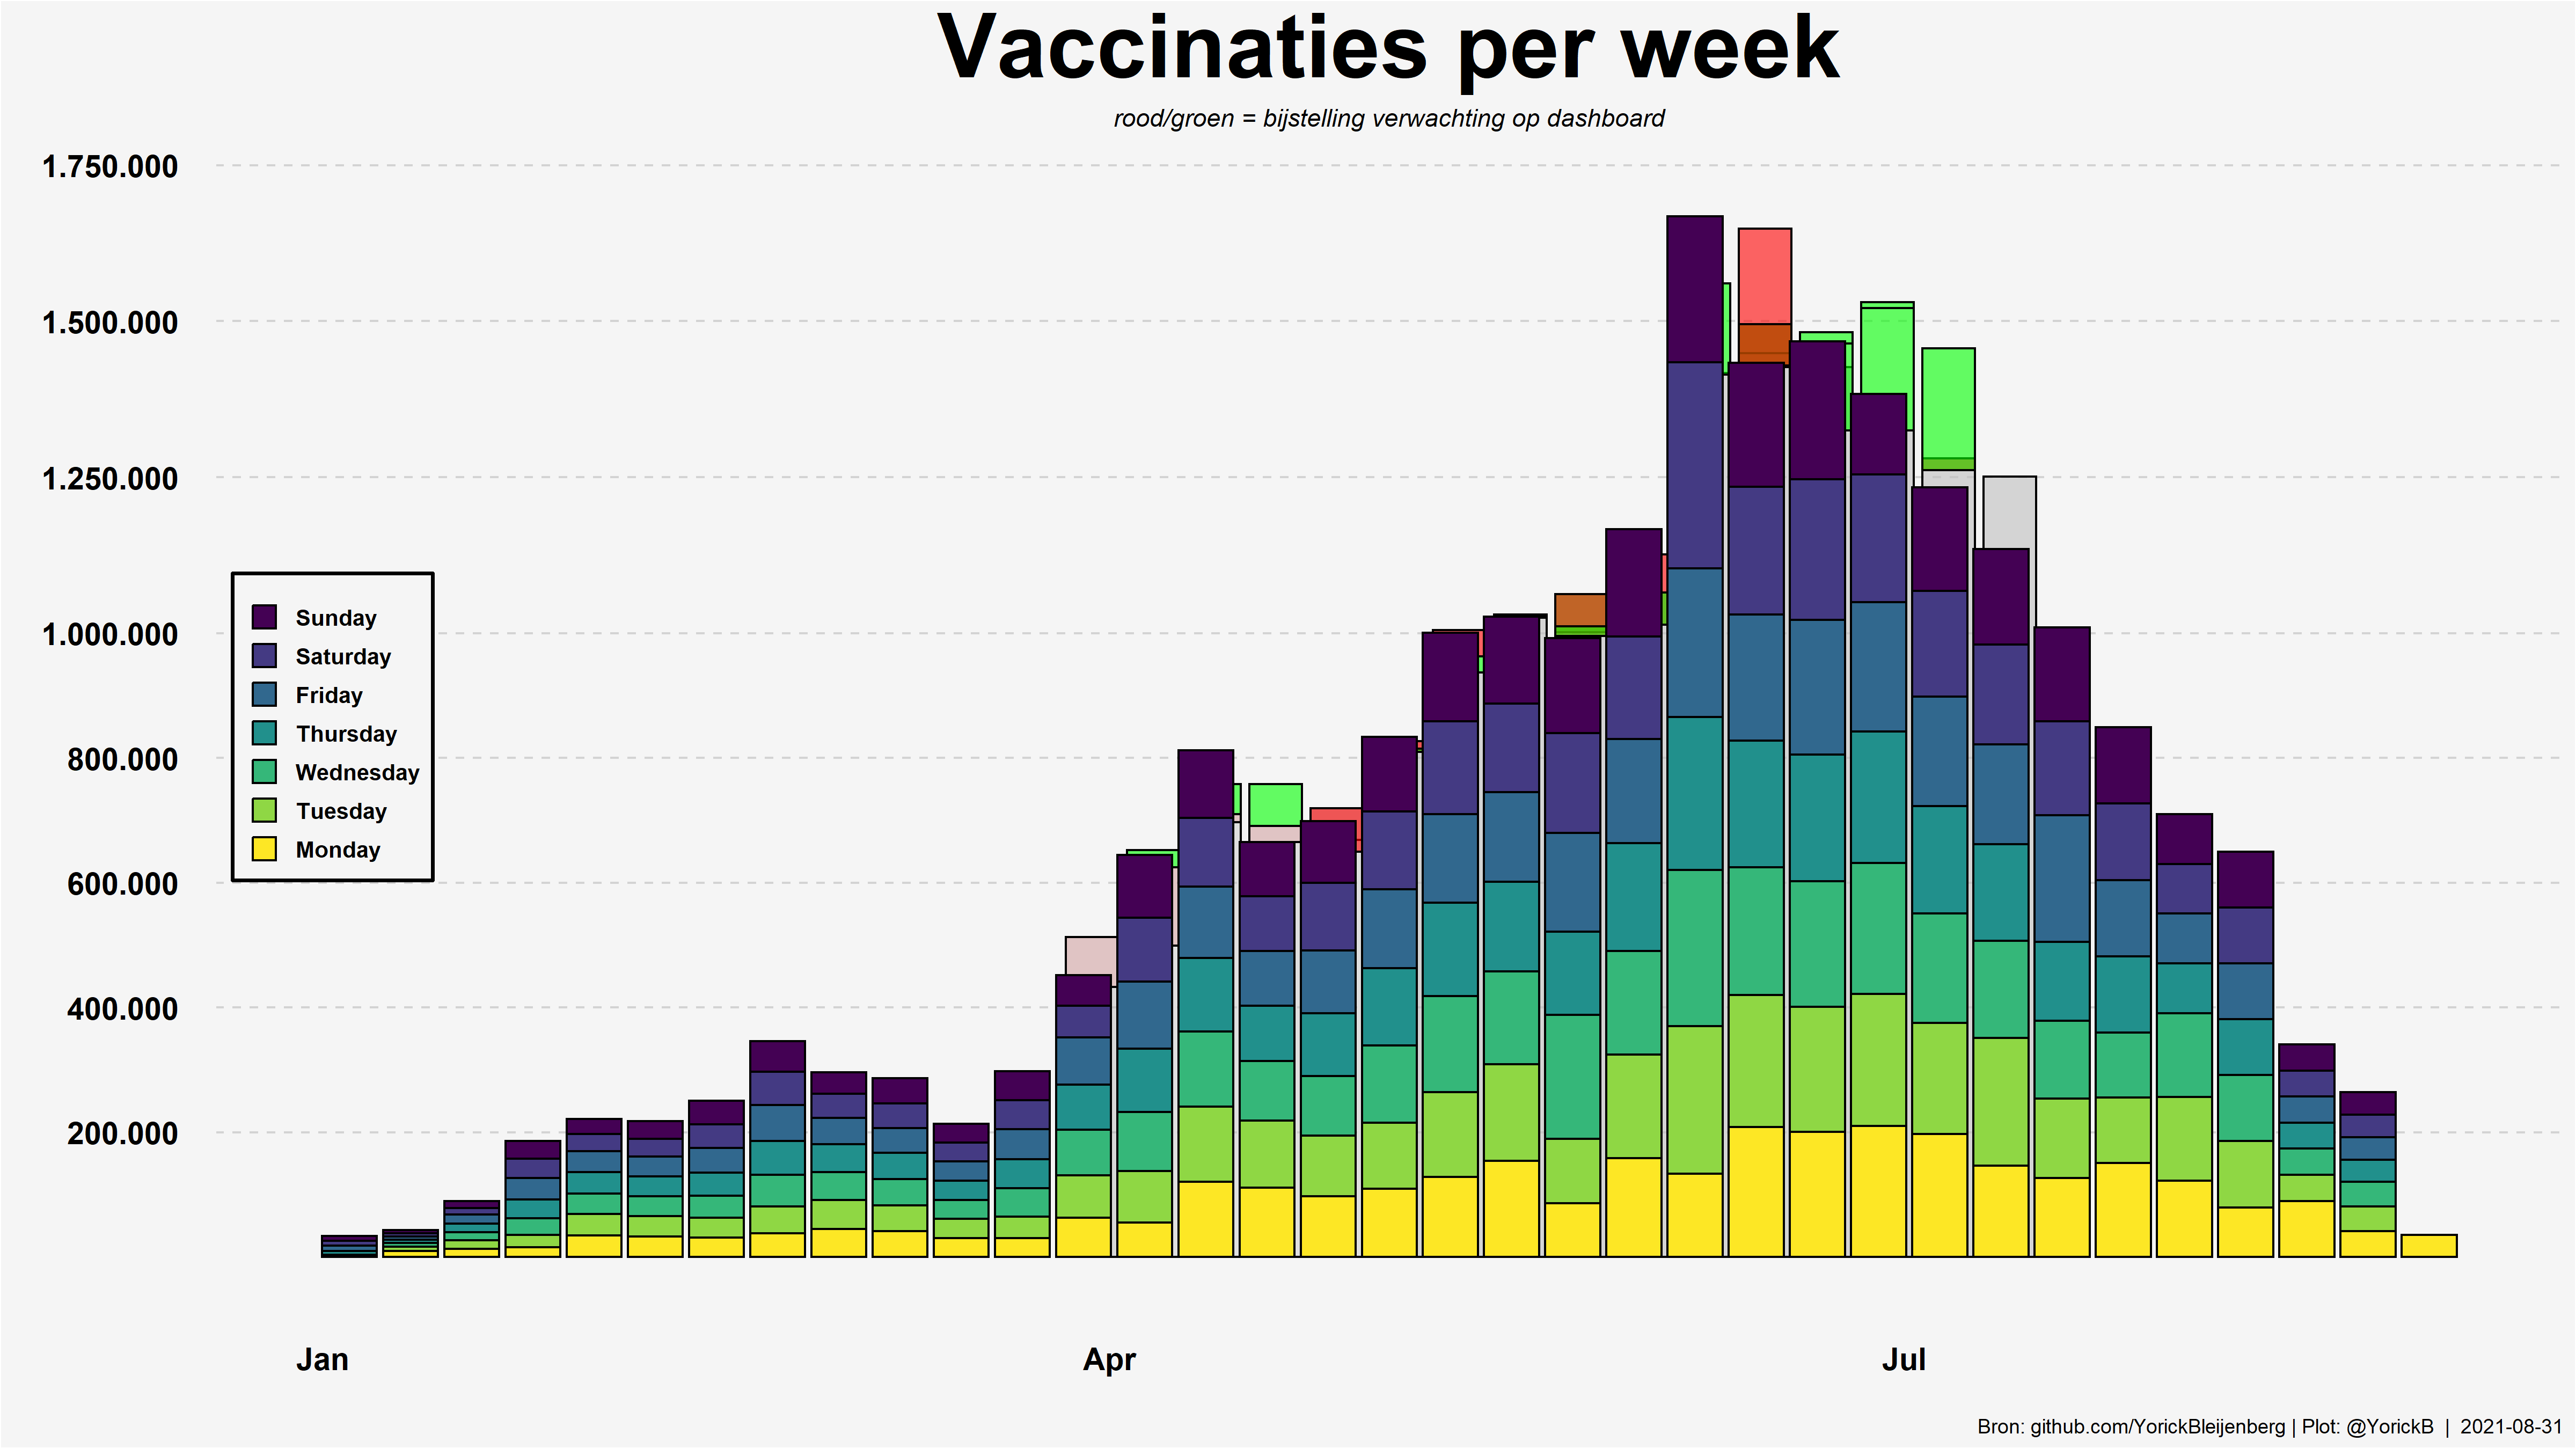 Vaccinaties per week
rood/groen = bijstelling verwachting op dashboard
1.750.000
1.500.000
1.250.000
1.000.000
800.000
600.000
400.000
200.000
Sunday
Saturday
Friday
Thursday
Wednesday
Tuesday
Monday
Jan Apr Jul
Bron: github.com/YorickBleijenberg | Plot: @YorickB | 2021-08-31